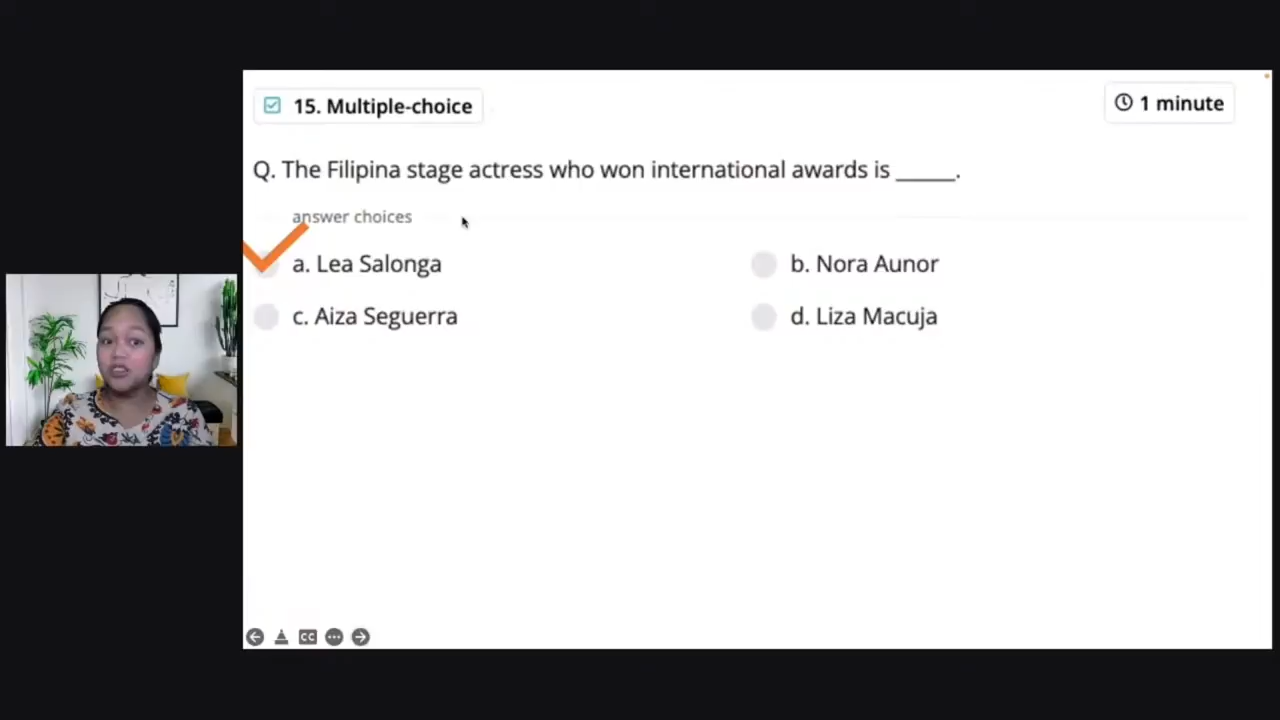 15. Multiple-choice
1 minute
Q. The Filipina stage actress who won international awards is ______.
answer choices
a. Lea Salonga
b. Nora Aunor
c. Aiza Seguerra
d. Liza Macuja
CC